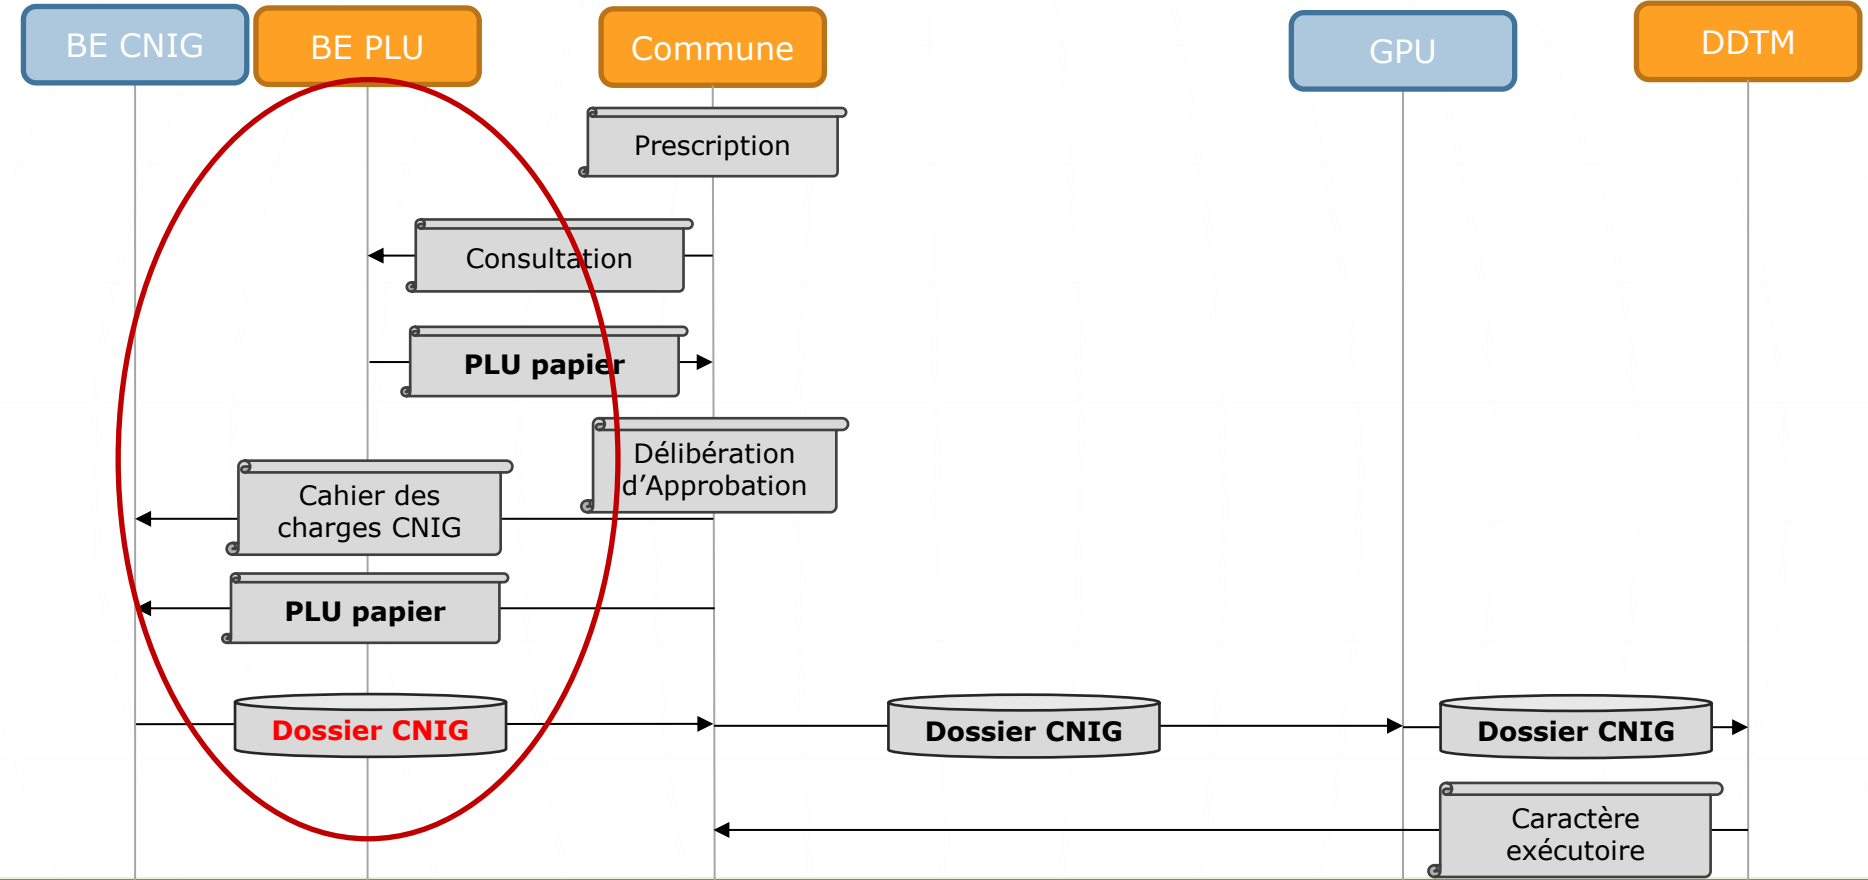 BE CNIG
BE PLU
Commune
GPU
DDTM
Prescription
Consultation
PLU papier
Délibération
d’Approbation
Cahier des
charges CNIG
PLU papier
Dossier CNIG
Dossier CNIG
Dossier CNIG
Caractère
exécutoire